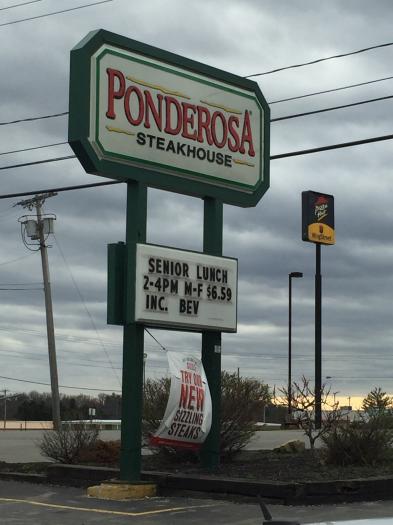 PONDEROSA
STEAKHOUSE
SENIOR LUNCH
2-4PM M-F $6.59
INC. BEV
TRY OUR
NEW
SIZZLING
STEAKS
Pizza
Hut
WingStreet